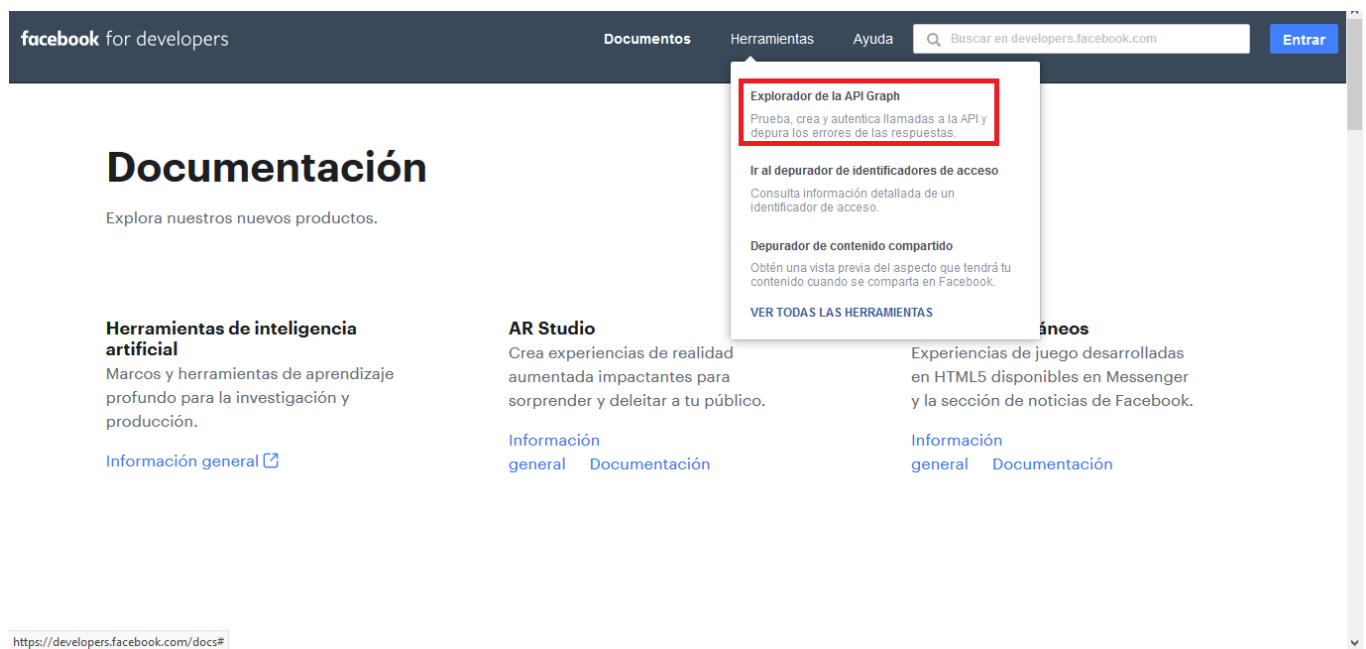 facebook for developers
Documentos
Herramientas
Ayuda
Buscar en developers.facebook.com
Entrar
Explorador de la API Graph
Prueba, crea y autentica llamadas a la API y
depura los errores de las respuestas.
Ir al depurador de identificadores de acceso
Consulta información detallada de un
identificador de acceso.
Depurador de contenido compartido
Obtén una vista previa del aspecto que tendrá tu
contenido cuando se comparta en Facebook.
VER TODAS LAS HERRAMIENTAS
Documentación
Explora nuestros nuevos productos.
Herramientas de inteligencia
artificial
Marcos y herramientas de aprendizaje
profundo para la investigación y
producción.
Información general
AR Studio
Crea experiencias de realidad
aumentada impactantes para
sorprender y deleitar a tu público.
Información
general Documentación
áneos
Experiencias de juego desarrolladas
en HTML5 disponibles en Messenger
y la sección de noticias de Facebook.
Información
general Documentación
https://developers.facebook.com/docs#